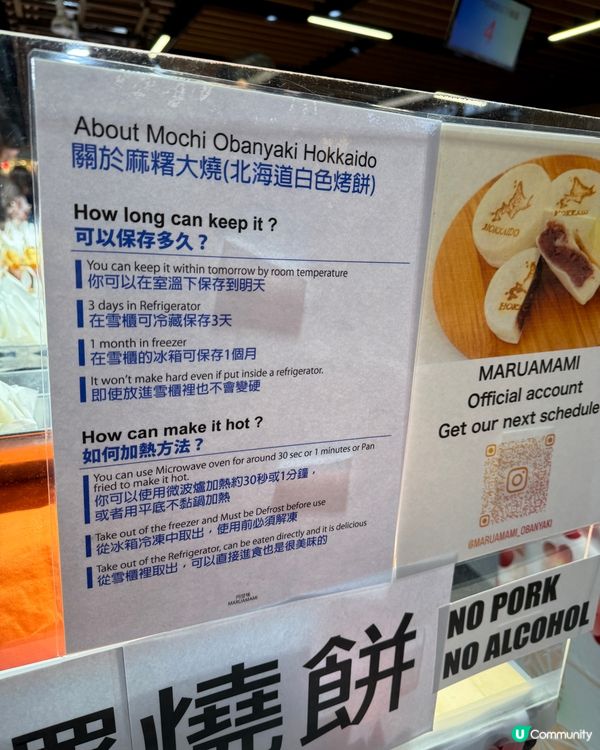 About Mochi Obanyaki Hokkaido
關於麻糬大燒(北海道白色烤餅)
How long can keep it ?
可以保存多久？
You can keep it within tomorrow by room temperature
你可以在室溫下保存到明天
3 days in Refrigerator
在雪櫃可冷藏保存3天
1 month in freezer
在雪櫃的冰箱可保存1個月
It won't make hard even if put inside a refrigerator.
即使放進雪櫃裡也不會變硬
How can make it hot ?
如何加熱方法？
You can use Microwave oven for around 30 sec or 1 minutes or Pan
fried to make it hot.
你可以使用微波爐加熱約30秒或1分鐘，
或者用平底不黏鍋加熱
Take out of the freezer and Must be Defrost before use
從冰箱冷凍中取出，使用前必須解凍
Take out of the Refrigerator, can be eaten directly and it is delicious
從雪櫃裡取出，可以直接進食也是很美味的
MARUAMAMI
HOKKAIDO
HOKKAIDO
MARUAMAMI
Official account
Get our next schedule
@MARUAMAMI_OBANYAKI
燒餅
NO PORK
NO ALCOHOL
4
U Community